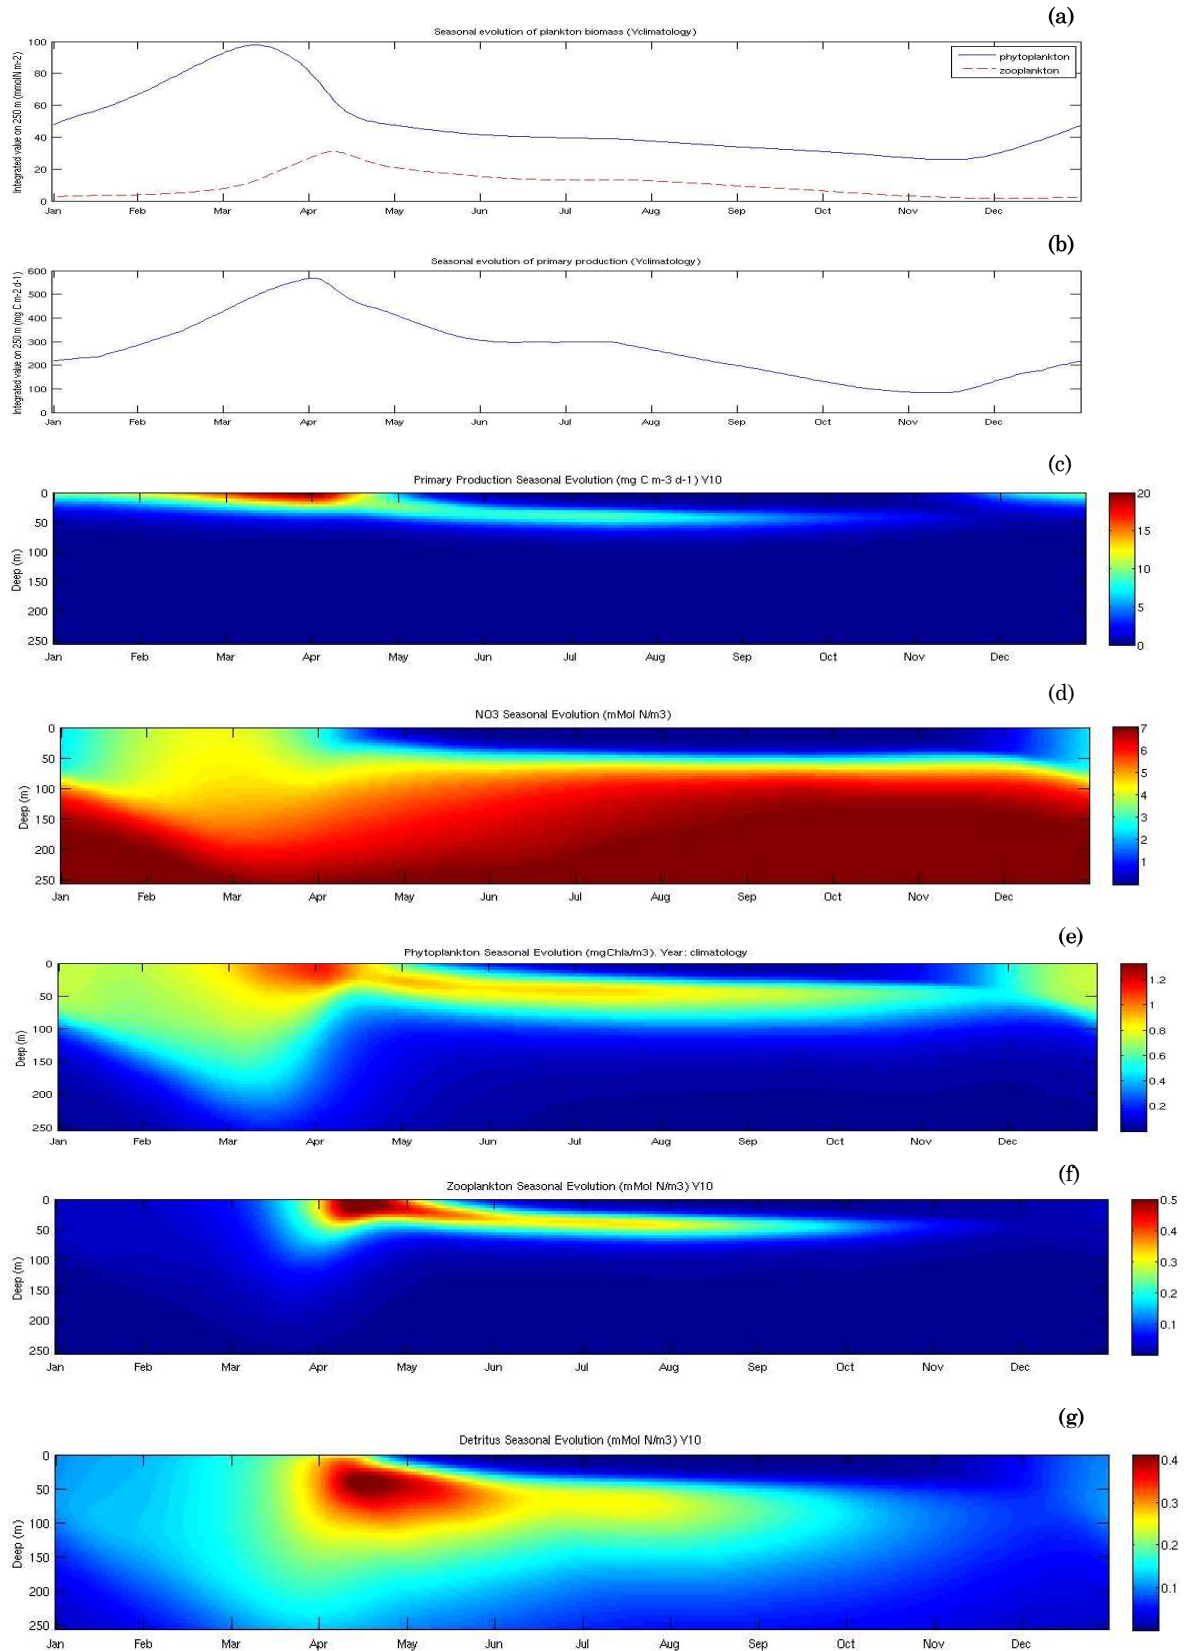 (a)
Seasonal evolution of plankton biomass (Yclimatology)
Integrated value on 250 m (mmolN m-2)
100
80
60
40
20
0
phytoplankton
zooplankton
Jan Feb Mar Apr May Jun Jul Aug Sep Oct Nov Dec
(b)
Seasonal evolution of primary production (Yclimatology)
Integrated value on 250 m (mg C m-2 d-1)
600
500
400
300
200
100
0
Jan Feb Mar Apr May Jun Jul Aug Sep Oct Nov Dec
(c)
Primary Production Seasonal Evolution (mg C m-3 d-1) Y10
Deep (m)
0
50
100
150
200
250
Jan Feb Mar Apr May Jun Jul Aug Sep Oct Nov Dec
20
15
10
5
0
(d)
NO3 Seasonal Evolution (mMol N/m3)
Deep (m)
0
50
100
150
200
250
Jan Feb Mar Apr May Jun Jul Aug Sep Oct Nov Dec
7
6
5
4
3
2
1
(e)
Phytoplankton Seasonal Evolution (mgChla/m3). Year: climatology
Deep (m)
0
50
100
150
200
250
Jan Feb Mar Apr May Jun Jul Aug Sep Oct Nov Dec
1.2
1
0.8
0.6
0.4
0.2
(f)
Zooplankton Seasonal Evolution (mMol N/m3) Y10
Deep (m)
0
50
100
150
200
250
Jan Feb Mar Apr May Jun Jul Aug Sep Oct Nov Dec
0.5
0.4
0.3
0.2
0.1
(g)
Detritus Seasonal Evolution (mMol N/m3) Y10
Deep (m)
0
50
100
150
200
250
Jan Feb Mar Apr May Jun Jul Aug Sep Oct Nov Dec
0.4
0.3
0.2
0.1